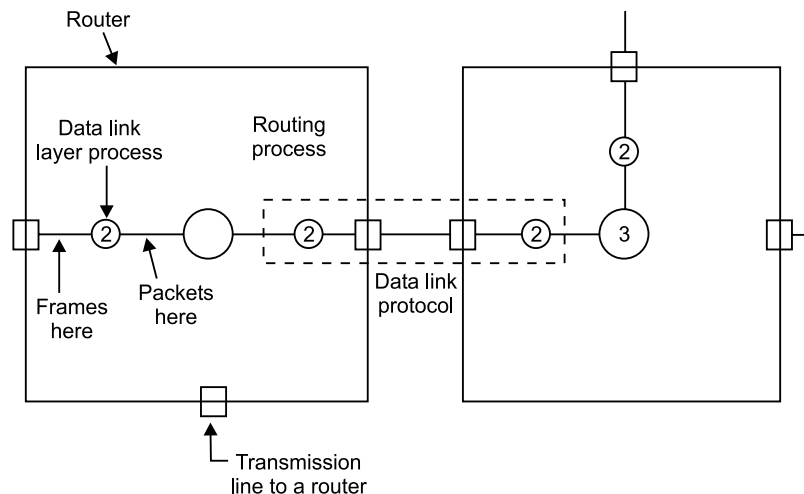 Router
Data link
layer process
Routing
process
2
2
2
2
3
Frames
here
Packets
here
Data link
protocol
Transmission
line to a router